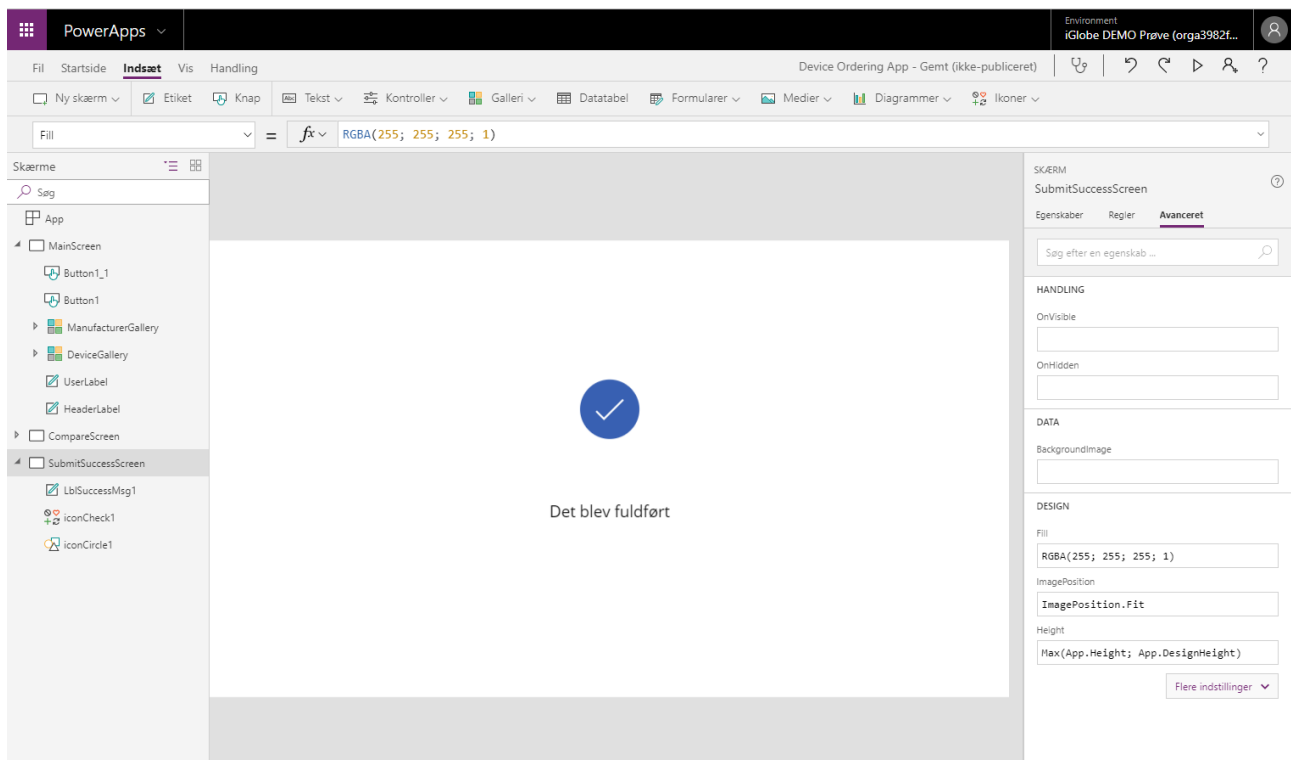 PowerApps
Environment
iGlobe DEMO Prøve (orga3982f...
Fil Startside Indsæt Vis Handling
Device Ordering App - Gemt (ikke-publiceret)
Ny skærm Etiket Knap Tekst Kontroller Galleri Datatabel Formularer Medier Diagrammer Ikoner
Fill = fx RGBA(255; 255; 255; 1)
Skærme
Søg
App
MainScreen
Button1_1
Button1
ManufacturerGallery
DeviceGallery
UserLabel
HeaderLabel
CompareScreen
SubmitSuccessScreen
LblSuccessMsg1
iconCheck1
iconCircle1
Det blev fuldført
SKÆRM
SubmitSuccessScreen
Egenskaber Regler Avanceret
Søg efter en egenskab ...
HANDLING
OnVisible
OnHidden
DATA
BackgroundImage
DESIGN
Fill
RGBA(255; 255; 255; 1)
ImagePosition
ImagePosition.Fit
Height
Max(App.Height; App.DesignHeight)
Flere indstillinger